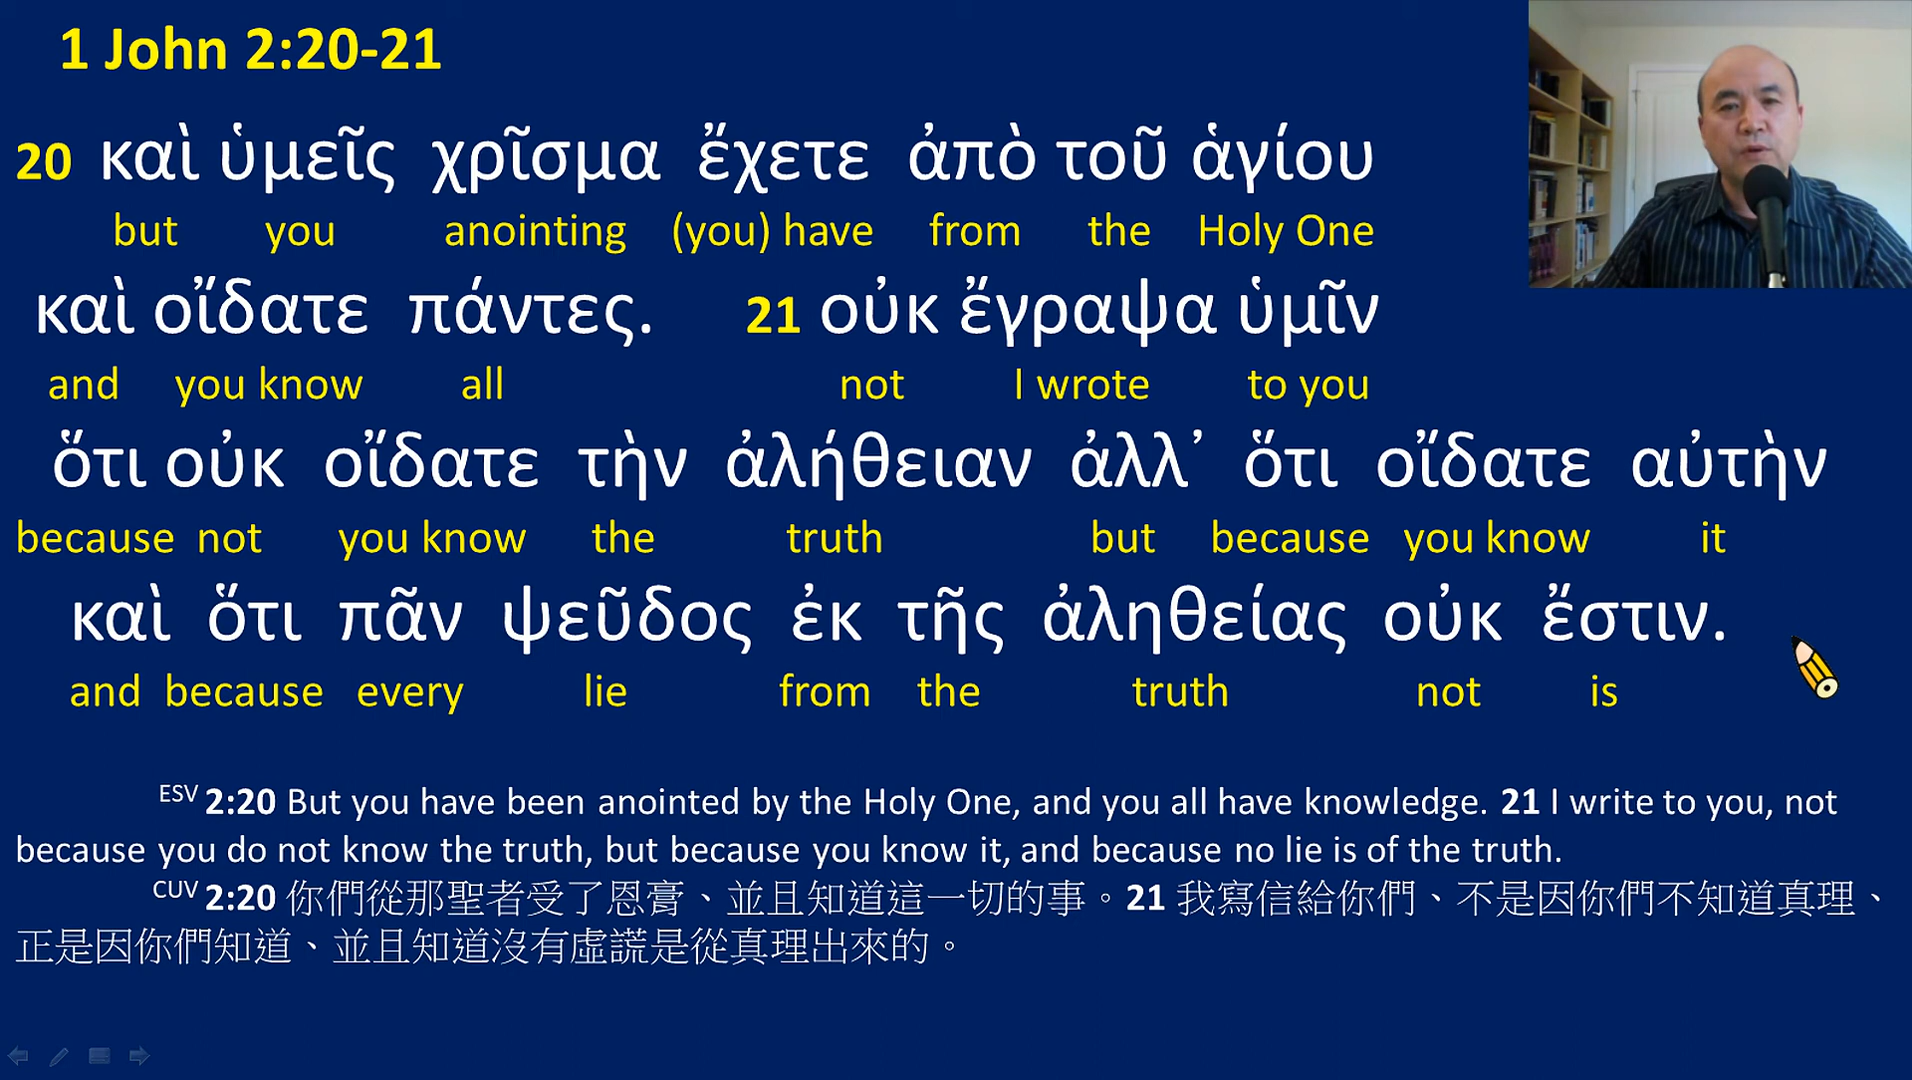 1 John 2:20-21
20 καὶ ὑμεῖς χρῖσμα ἔχετε ἀπὸ τοῦ ἁγίου
but you anointing (you) have from the Holy One
καὶ οἴδατε πάντες. 21 οὐκ ἔγραψα ὑμῖν
and you know all not I wrote to you
ὅτι οὐκ οἴδατε τὴν ἀλήθειαν ἀλλ᾽ ὅτι οἴδατε αὐτὴν
because not you know the truth but because you know it
καὶ ὅτι πᾶν ψεῦδος ἐκ τῆς ἀληθείας οὐκ ἔστιν.
and because every lie from the truth not is
ESV 2:20 But you have been anointed by the Holy One, and you all have knowledge. 21 I write to you, not
because you do not know the truth, but because you know it, and because no lie is of the truth.
CUV 2:20 你們從那聖者受了恩膏、並且知道這一切的事。21 我寫信給你們、不是因你們不知道真理、
正是因你們知道、並且知道沒有虛謊是從真理出來的。